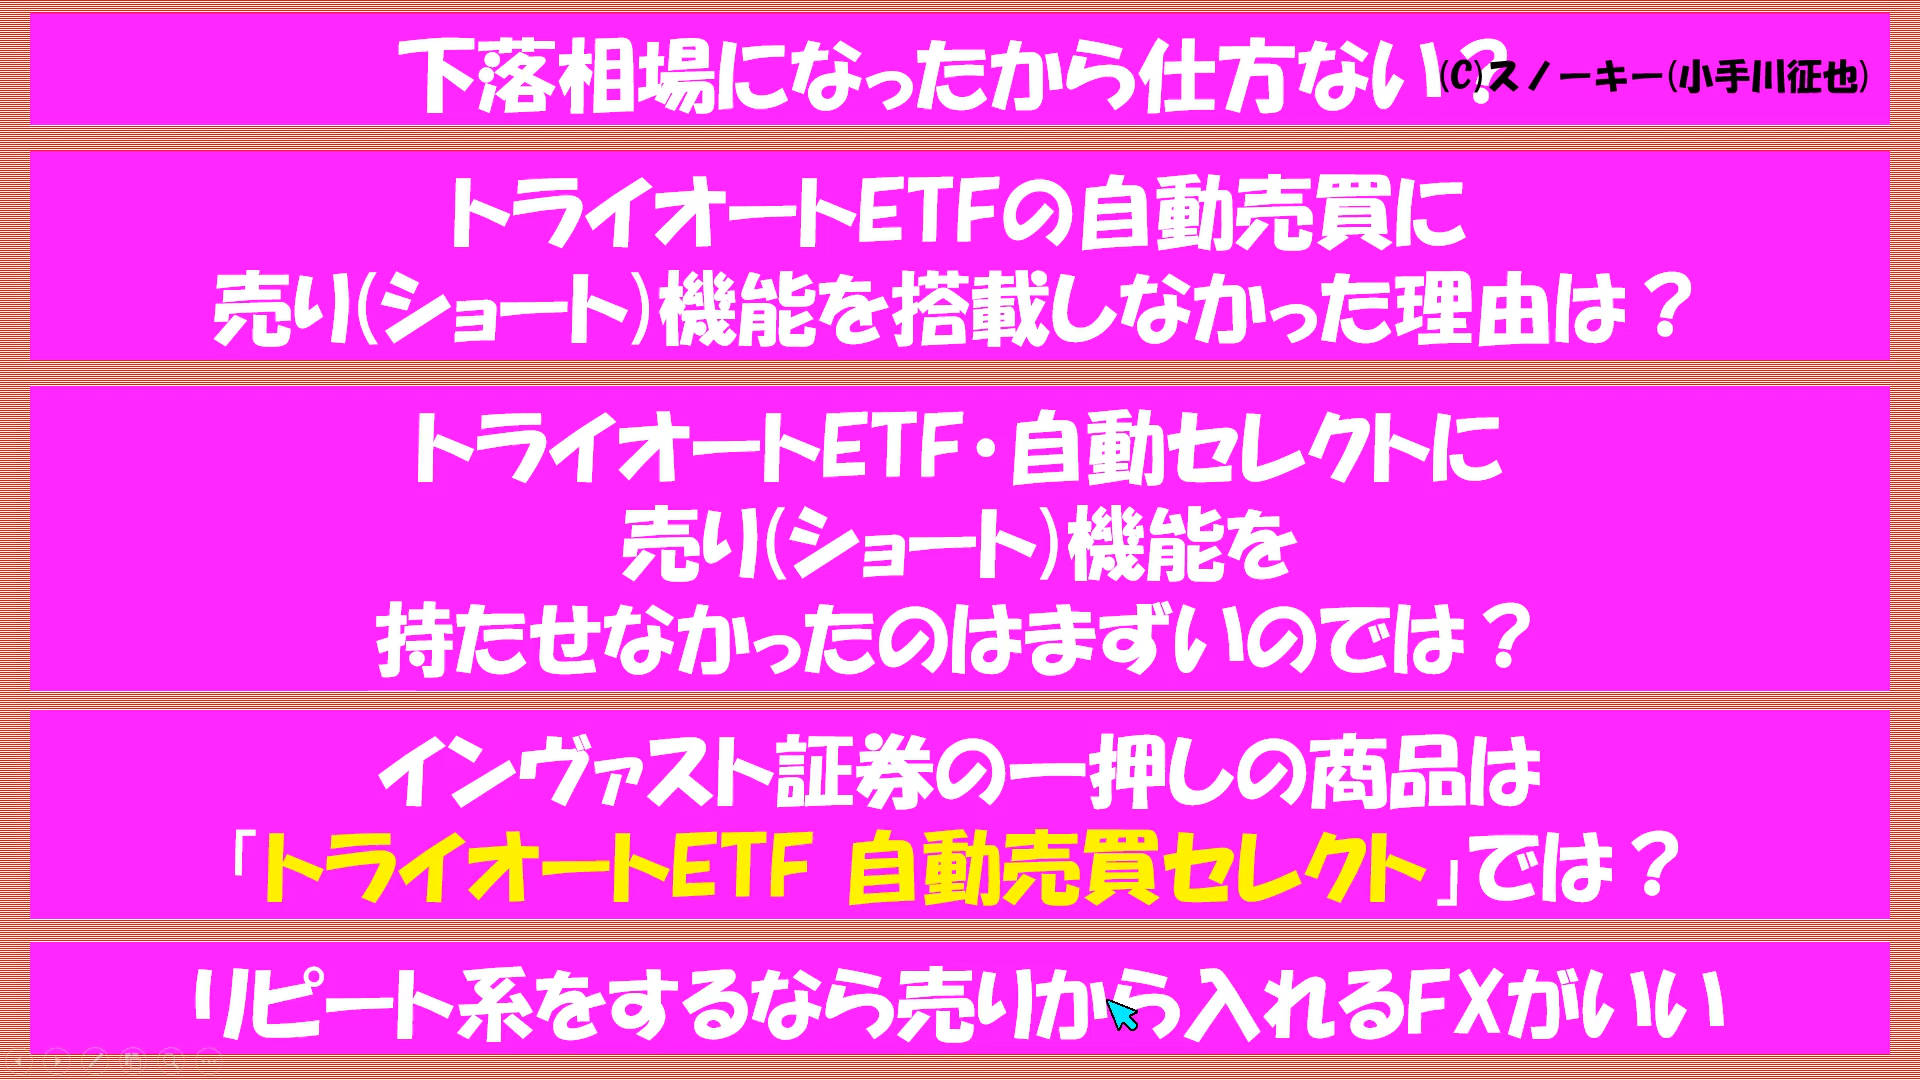 下落相場になったから仕方ない？
(C)スノーキー(小手川征也)
トライオートETFの自動売買に
売り(ショート)機能を搭載しなかった理由は？
トライオートETF・自動セレクトに
売り(ショート)機能を
持たせなかったのはまずいのでは？
インヴァスト証券の一押しの商品は
「トライオートETF 自動売買セレクト」では？
リピート系をするなら売りから入れるFXがいい